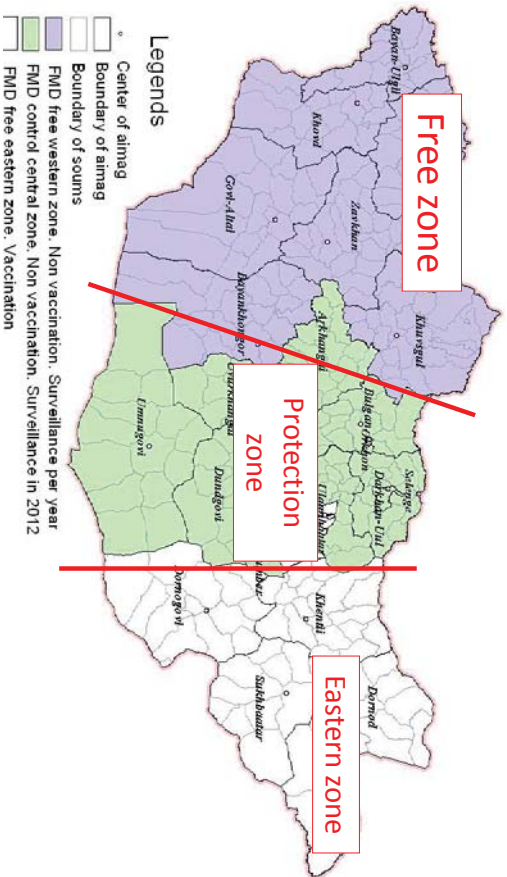 Free zone
Protection
zone
Eastern zone
Bayan-Ulgii
Khovd
Govi-Altai
Zavkhan
Khuvsgul
Bayankhongor
Arkhangai
Bulgan
Selenge
Darkhan-Uul
Umnugovi
Dundgovi
Khentii
Dornogovi
Dornod
Sukhbaatar
Legends
Center of aimag
Boundary of aimag
Boundary of soums
FMD free western zone. Non vaccination. Surveillance per year
FMD control central zone. Non vaccination. Surveillance in 2012
FMD free eastern zone. Vaccination